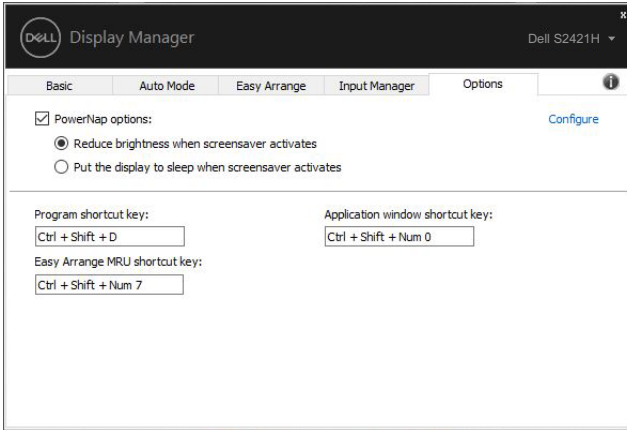 x
DELL Display Manager
Dell S2421H
Basic Auto Mode Easy Arrange Input Manager Options
PowerNap options: Configure
Reduce brightness when screensaver activates
Put the display to sleep when screensaver activates
Program shortcut key: Application window shortcut key:
Ctrl + Shift + D Ctrl + Shift + Num 0
Easy Arrange MRU shortcut key:
Ctrl + Shift + Num 7